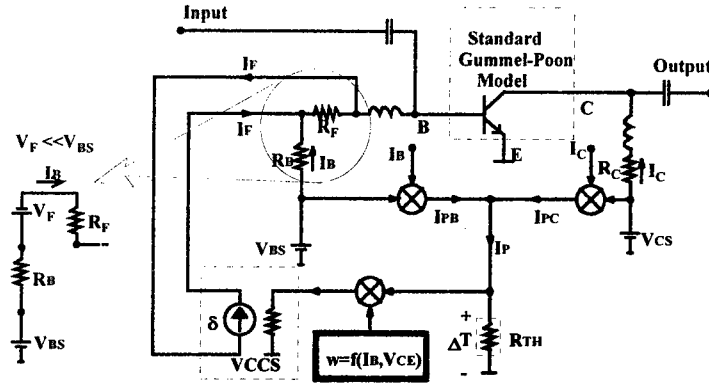 Input
Standard
Gummel-Poon
Model
Output
IF
IF
RF
B
C
E
VF <<VBS
IB
VF
RF
RB
VBS
RB
IB
IB
IC
RC
IC
IPB
IPC
VBS
IP
VCS
δ
VCCS
w=f(IB,VCE)
+
ΔT
-
RTH